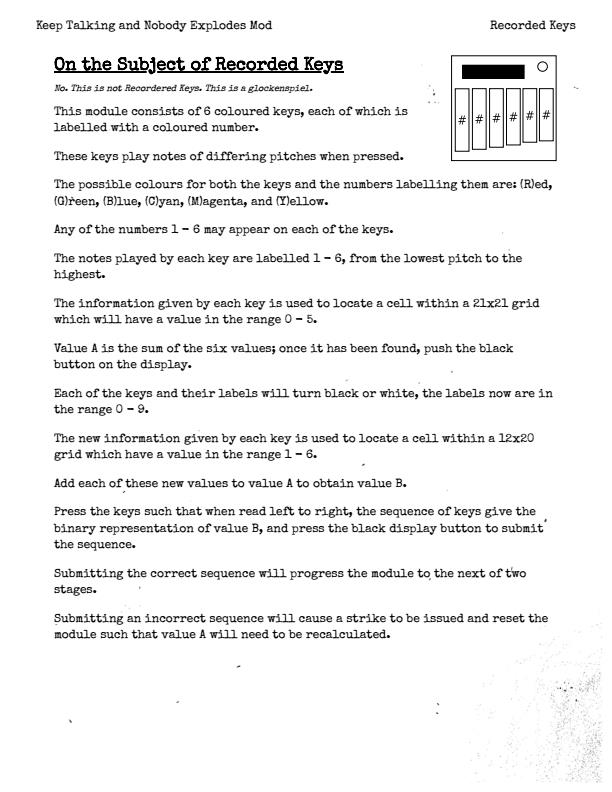 Keep Talking and Nobody Explodes Mod
Recorded Keys
On the Subject of Recorded Keys
No. This is not Recordered Keys. This is a glockenspiel.
This module consists of 6 coloured keys, each of which is
labelled with a coloured number.
# # # # # #
These keys play notes of differing pitches when pressed.
The possible colours for both the keys and the numbers labelling them are: (R)ed,
(G)reen, (B)lue, (C)yan, (M)agenta, and (Y)ellow.
Any of the numbers 1 - 6 may appear on each of the keys.
The notes played by each key are labelled 1 - 6, from the lowest pitch to the
highest.
The information given by each key is used to locate a cell within a 21x21 grid
which will have a value in the range 0 - 5.
Value A is the sum of the six values; once it has been found, push the black
button on the display.
Each of the keys and their labels will turn black or white, the labels now are in
the range 0 - 9.
The new information given by each key is used to locate a cell within a 12x20
grid which have a value in the range 1 - 6.
Add each of these new values to value A to obtain value B.
Press the keys such that when read left to right, the sequence of keys give the
binary representation of value B, and press the black display button to submit
the sequence.
Submitting the correct sequence will progress the module to the next of two
stages.
Submitting an incorrect sequence will cause a strike to be issued and reset the
module such that value A will need to be recalculated.